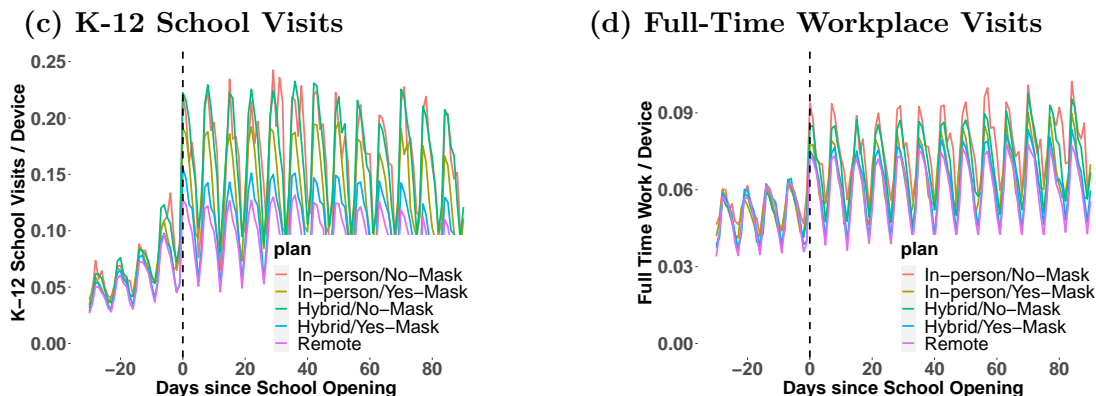 (c) K-12 School Visits
K−12 School Visits / Device
0.25
0.20
0.15
0.10
0.05
0.00
plan
In−person/No−Mask
In−person/Yes−Mask
Hybrid/No−Mask
Hybrid/Yes−Mask
Remote
−20 0 20 40 60 80
Days since School Opening
(d) Full-Time Workplace Visits
Full Time Work / Device
0.09
0.06
0.03
0.00
plan
In−person/No−Mask
In−person/Yes−Mask
Hybrid/No−Mask
Hybrid/Yes−Mask
Remote
−20 0 20 40 60 80
Days since School Opening